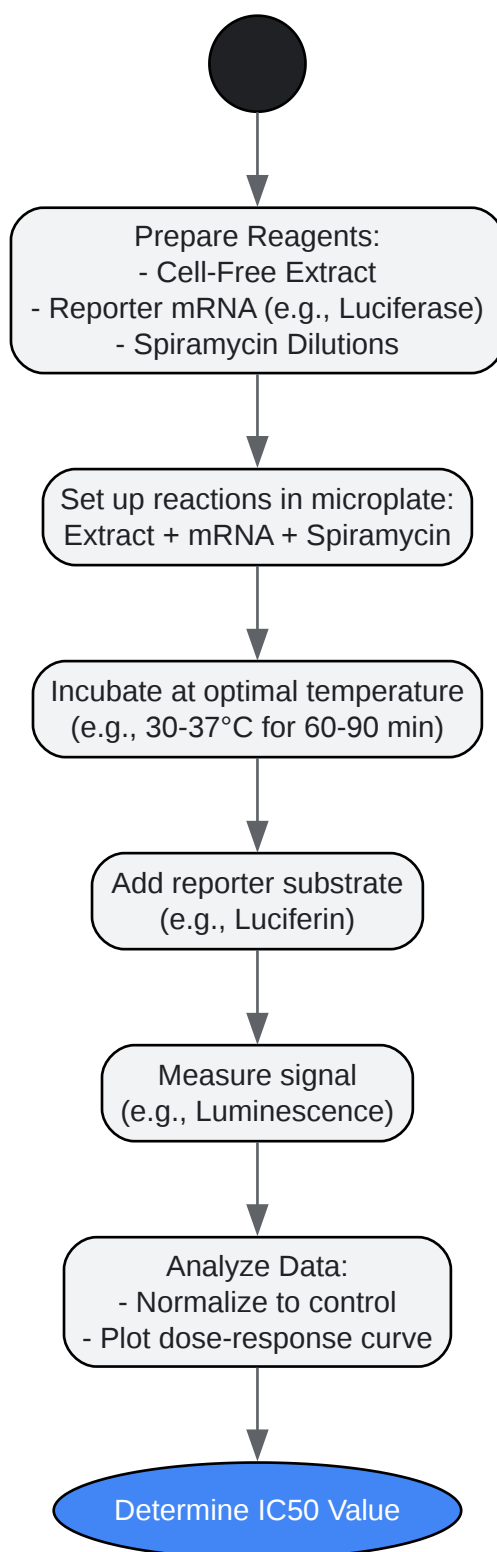 Prepare Reagents:
- Cell-Free Extract
- Reporter mRNA (e.g., Luciferase)
- Spiramycin Dilutions
Set up reactions in microplate:
Extract + mRNA + Spiramycin
Incubate at optimal temperature
(e.g., 30-37°C for 60-90 min)
Add reporter substrate
(e.g., Luciferin)
Measure signal
(e.g., Luminescence)
Analyze Data:
- Normalize to control
- Plot dose-response curve
Determine IC50 Value